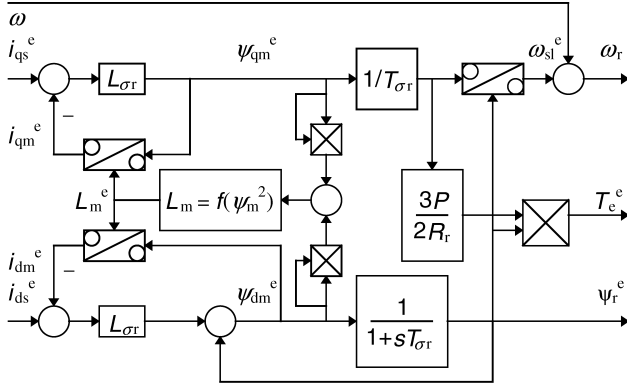 ω
i_qs^e
L_σr
ψ_qm^e
1/T_σr
ω_sl^e
ω_r
−
i_qm^e
L_m^e
L_m = f(ψ_m^2)
3P
2R_r
T_e^e
i_dm^e
−
i_ds^e
L_σr
ψ_dm^e
1
1+sT_σr
ψ_r^e